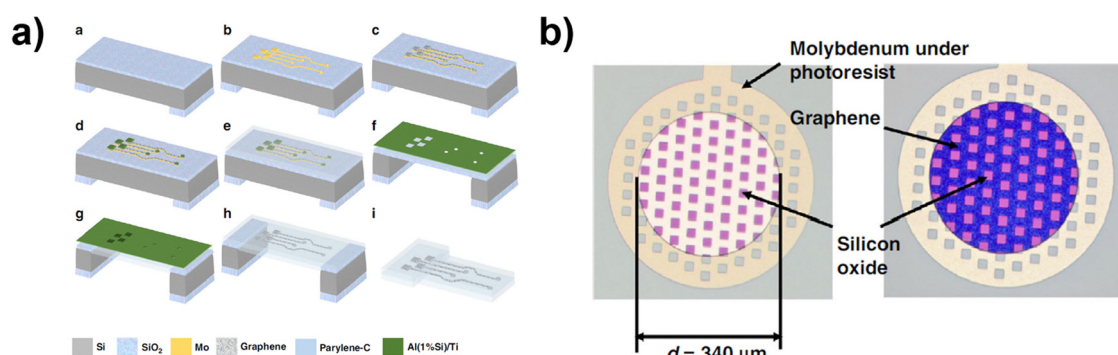 a)
a
b
c
d
e
f
g
h
i
Si
SiO₂
Mo
Graphene
Parylene-C
Al(1%Si)/Ti
b)
Molybdenum under
photoresist
Graphene
Silicon
oxide
d = 340 µm